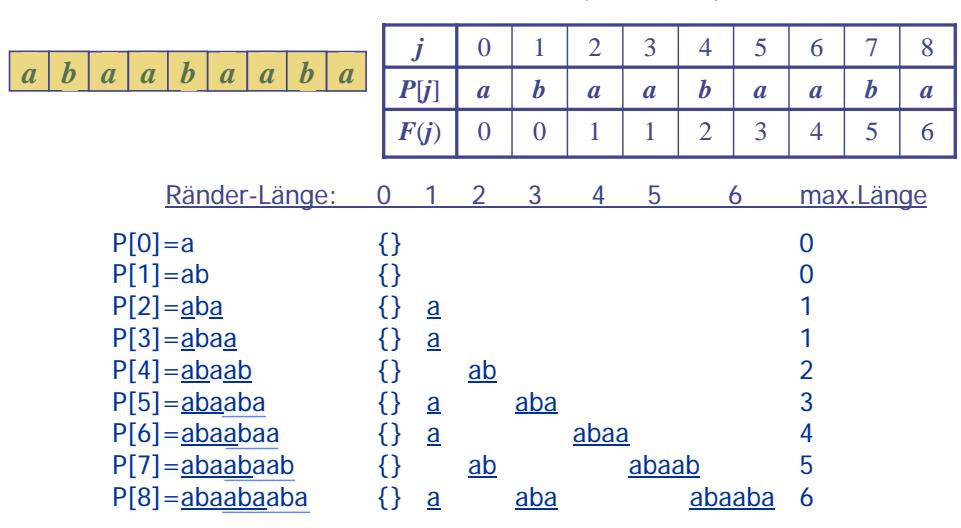 a b a a b a a b a
j 0 1 2 3 4 5 6 7 8
P[j] a b a a b a a b a
F(j) 0 0 1 1 2 3 4 5 6
Ränder-Länge: 0 1 2 3 4 5 6 max.Länge
P[0]=a {} 0
P[1]=ab {} 0
P[2]=aba {} a 1
P[3]=abaa {} a 1
P[4]=abaab {} ab 2
P[5]=abaaba {} a aba 3
P[6]=abaabaa {} a abaa 4
P[7]=abaabaab {} ab abaab 5
P[8]=abaabaaba {} a aba abaaba 6